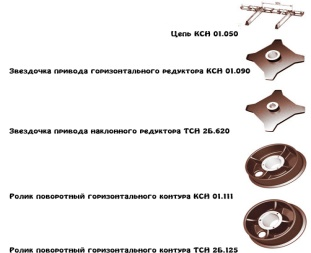 Цепь КСН 01.050
Звездочка привода горизонтального редуктора КСН 01.090
Звездочка привода наклонного редуктора ТСН 2Б.620
Ролик поворотный горизонтального контура КСН 01.111
Ролик поворотный горизонтального контура ТСН 2Б.125